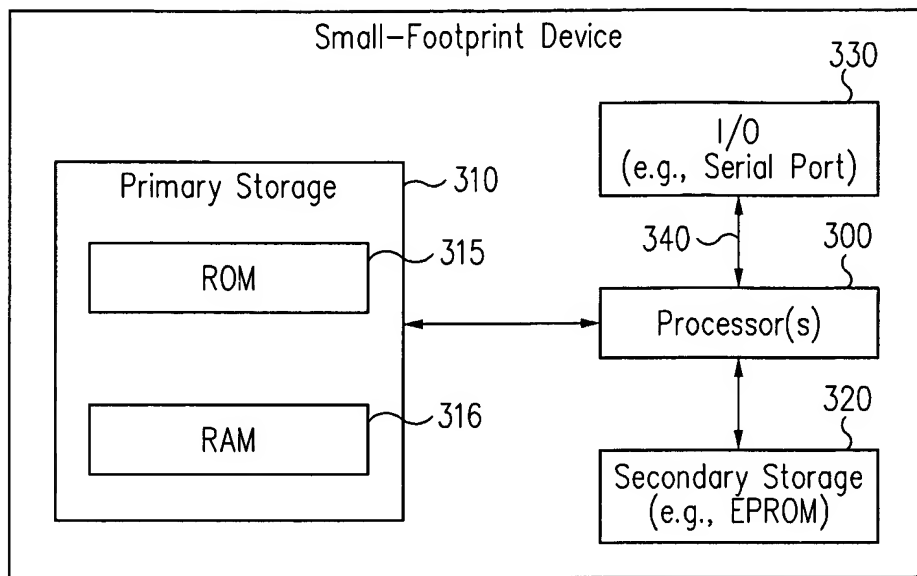 Small-Footprint Device
330
I/O
(e.g., Serial Port)
Primary Storage
310
340
300
ROM
315
Processor(s)
RAM
316
320
Secondary Storage
(e.g., EPROM)